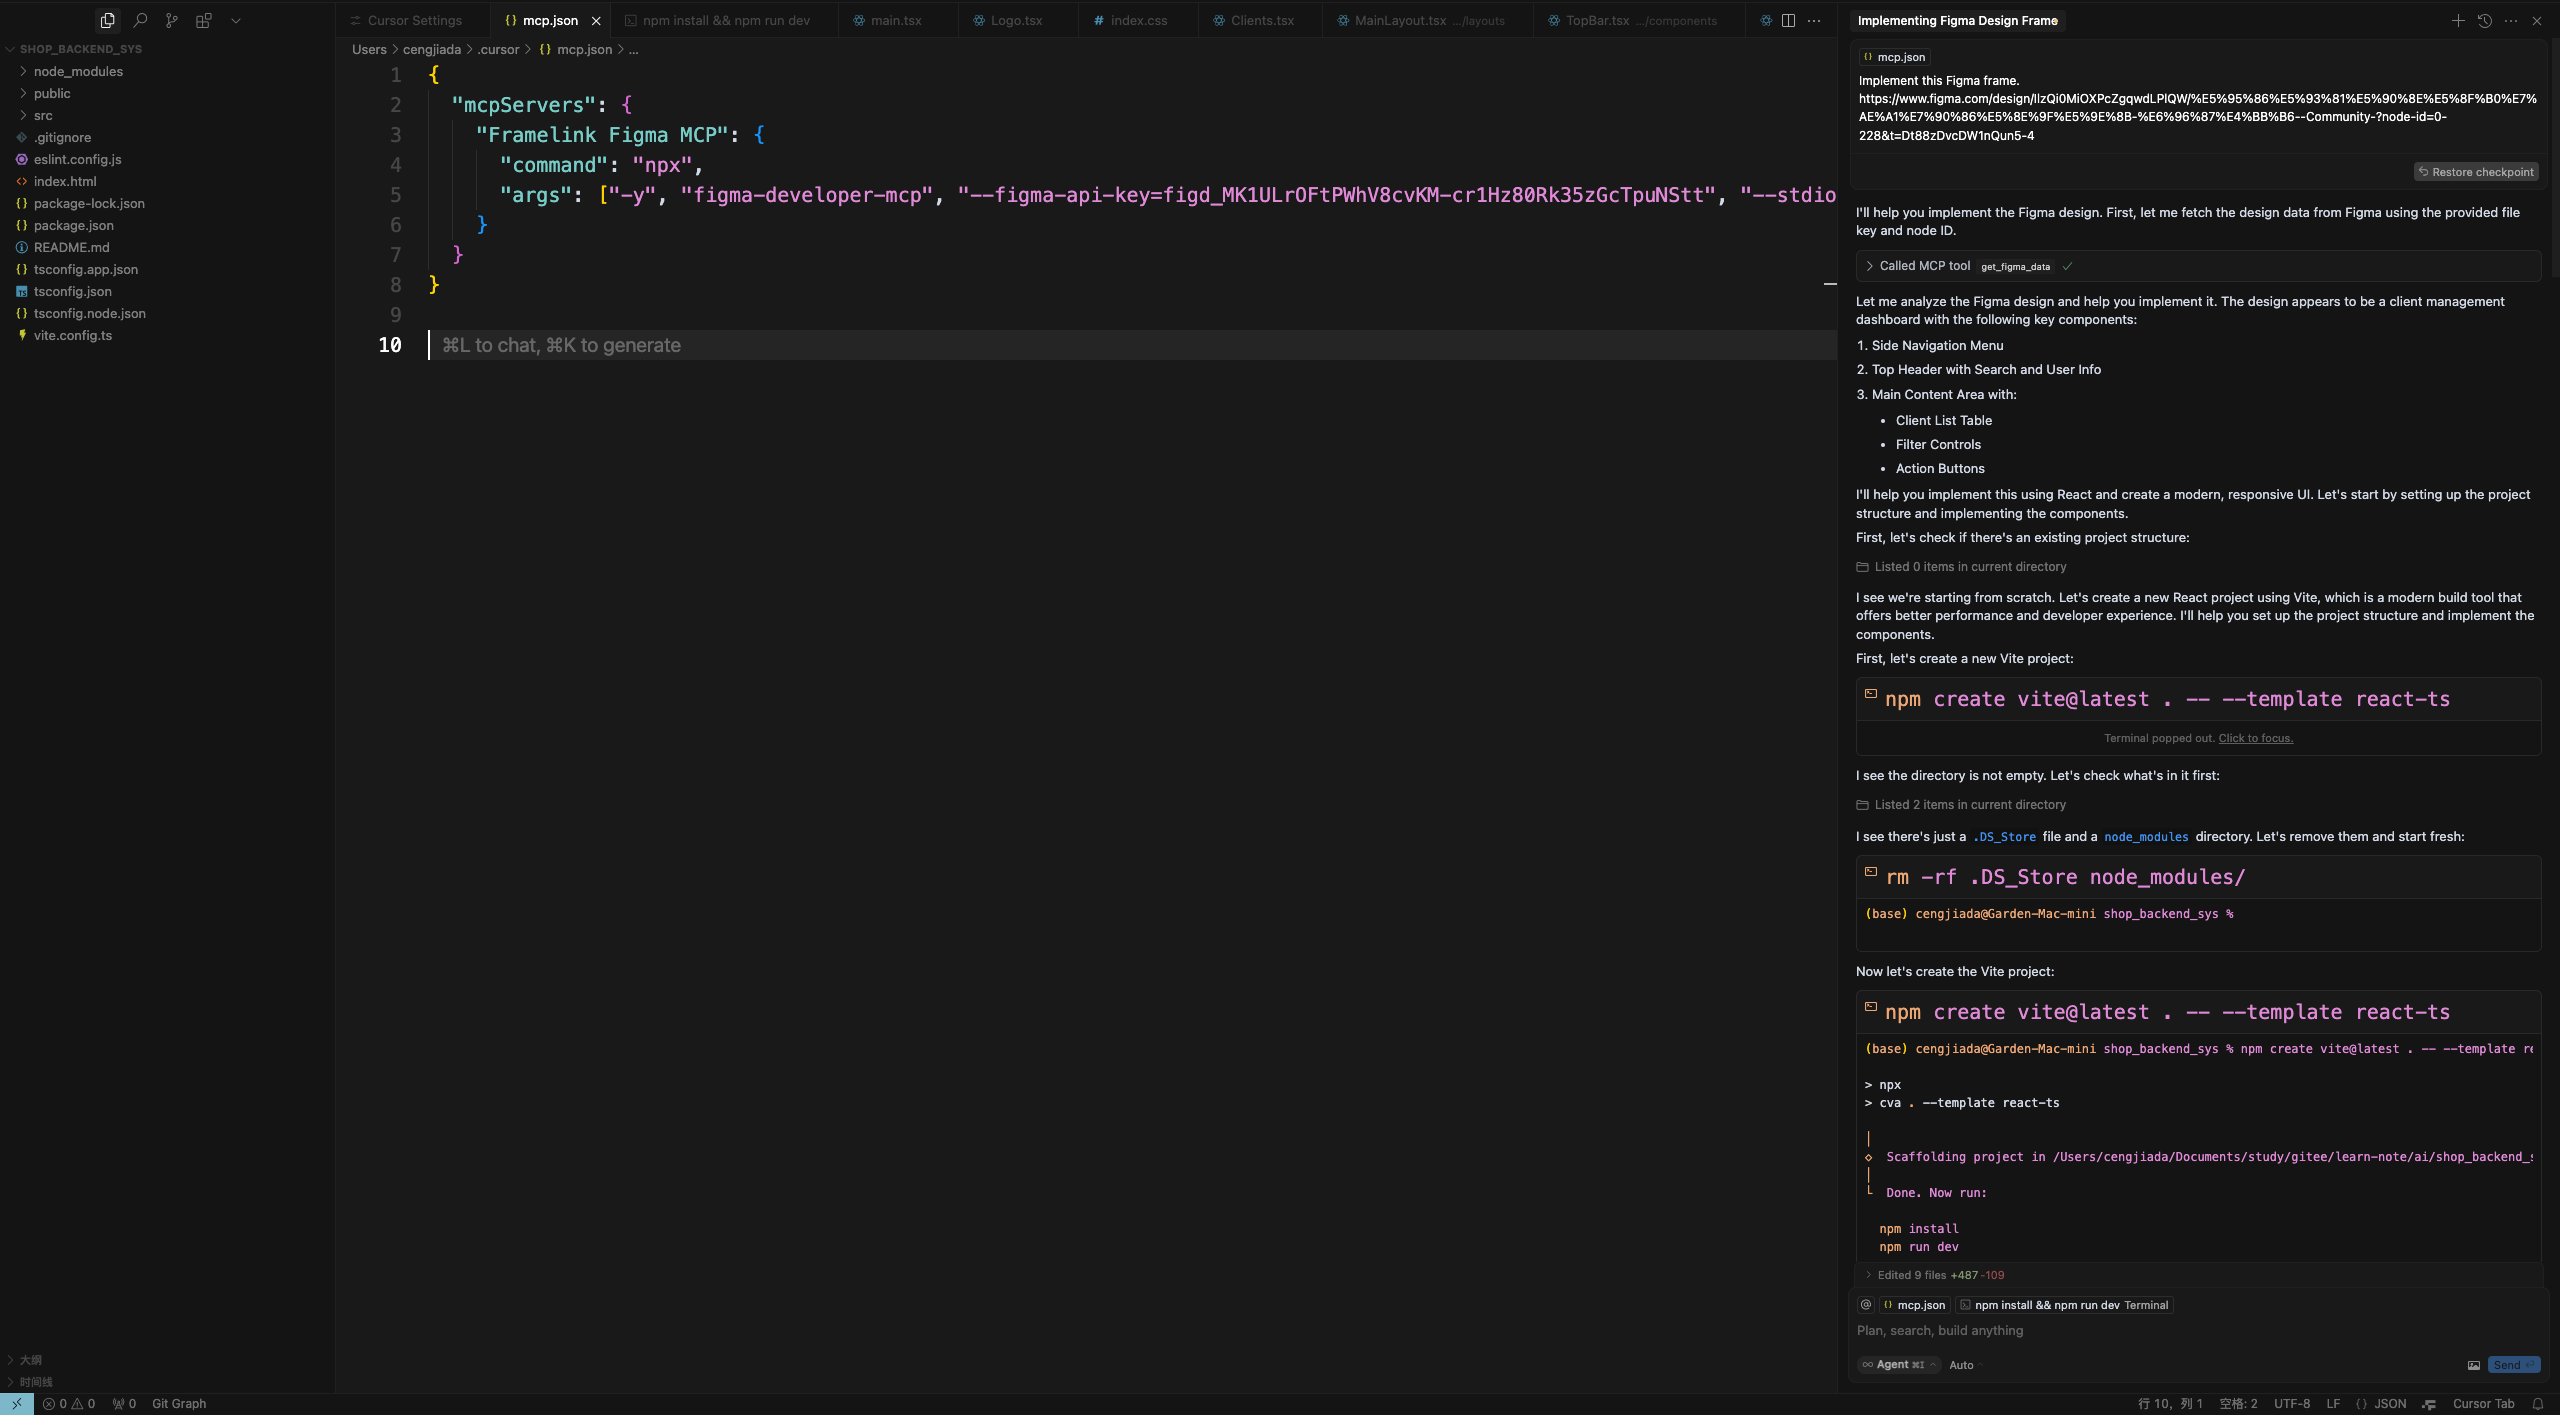 SHOP_BACKEND_SYS
node_modules
public
src
.gitignore
eslint.config.js
index.html
package-lock.json
package.json
README.md
tsconfig.app.json
tsconfig.json
tsconfig.node.json
vite.config.ts
大纲
时间线
Cursor Settings
mcp.json
npm install && npm run dev
main.tsx
Logo.tsx
index.css
Clients.tsx
MainLayout.tsx .../layouts
TopBar.tsx .../components
Users > cengjiada > .cursor > {} mcp.json > ...
1 {
2 "mcpServers": {
3 "Framelink Figma MCP": {
4 "command": "npx",
5 "args": ["-y", "figma-developer-mcp", "--figma-api-key=figd_MK1ULrOFtPWhV8cvKM-cr1Hz80Rk35zGcTpuNStt", "--stdio
6 }
7 }
8 }
9
10 ⌘L to chat, ⌘K to generate
Implementing Figma Design Frame
mcp.json
Implement this Figma frame.
https://www.figma.com/design/IIzQi0MiOXPcZgqwdLPlQW/%E5%95%86%E5%93%81%E5%90%8E%E5%8F%B0%E7%
AE%A1%E7%90%86%E5%8E%9F%E5%9E%8B-%E6%96%87%E4%BB%B6--Community-?node-id=0-
228&t=Dt88zDvcDW1nQun5-4
Restore checkpoint
I'll help you implement the Figma design. First, let me fetch the design data from Figma using the provided file
key and node ID.
Called MCP tool get_figma_data
Let me analyze the Figma design and help you implement it. The design appears to be a client management
dashboard with the following key components:
1. Side Navigation Menu
2. Top Header with Search and User Info
3. Main Content Area with:
• Client List Table
• Filter Controls
• Action Buttons
I'll help you implement this using React and create a modern, responsive UI. Let's start by setting up the project
structure and implementing the components.
First, let's check if there's an existing project structure:
Listed 0 items in current directory
I see we're starting from scratch. Let's create a new React project using Vite, which is a modern build tool that
offers better performance and developer experience. I'll help you set up the project structure and implement the
components.
First, let's create a new Vite project:
npm create vite@latest . -- --template react-ts
Terminal popped out. Click to focus.
I see the directory is not empty. Let's check what's in it first:
Listed 2 items in current directory
I see there's just a .DS_Store file and a node_modules directory. Let's remove them and start fresh:
rm -rf .DS_Store node_modules/
(base) cengjiada@Garden-Mac-mini shop_backend_sys %
Now let's create the Vite project:
npm create vite@latest . -- --template react-ts
(base) cengjiada@Garden-Mac-mini shop_backend_sys % npm create vite@latest . -- --template re
> npx
> cva . --template react-ts
Scaffolding project in /Users/cengjiada/Documents/study/gitee/learn-note/ai/shop_backend_s
Done. Now run:
npm install
npm run dev
Edited 9 files +487 -109
@ mcp.json npm install && npm run dev Terminal
Plan, search, build anything
Agent ⌘I Auto Send
0 0 0 Git Graph
行 10，列 1 空格: 2 UTF-8 LF {} JSON Cursor Tab